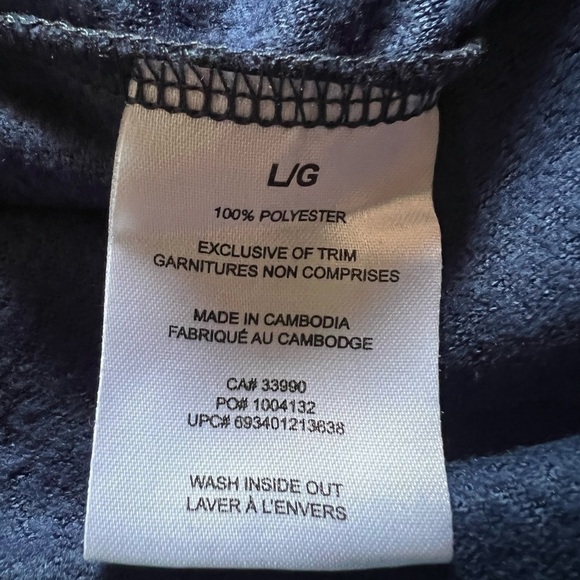 L/G
100% POLYESTER
EXCLUSIVE OF TRIM
GARNITURES NON COMPRISES
MADE IN CAMBODIA
FABRIQUÉ AU CAMBODGE
CA# 33990
PO# 1004132
UPC# 693401213638
WASH INSIDE OUT
LAVER À L'ENVERS